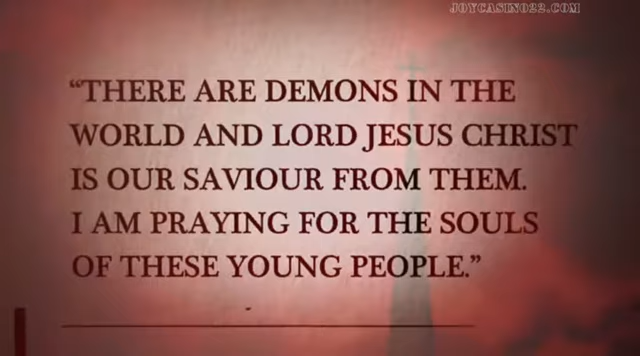 JOYCASINO22.COM
“THERE ARE DEMONS IN THE
WORLD AND LORD JESUS CHRIST
IS OUR SAVIOUR FROM THEM.
I AM PRAYING FOR THE SOULS
OF THESE YOUNG PEOPLE.”